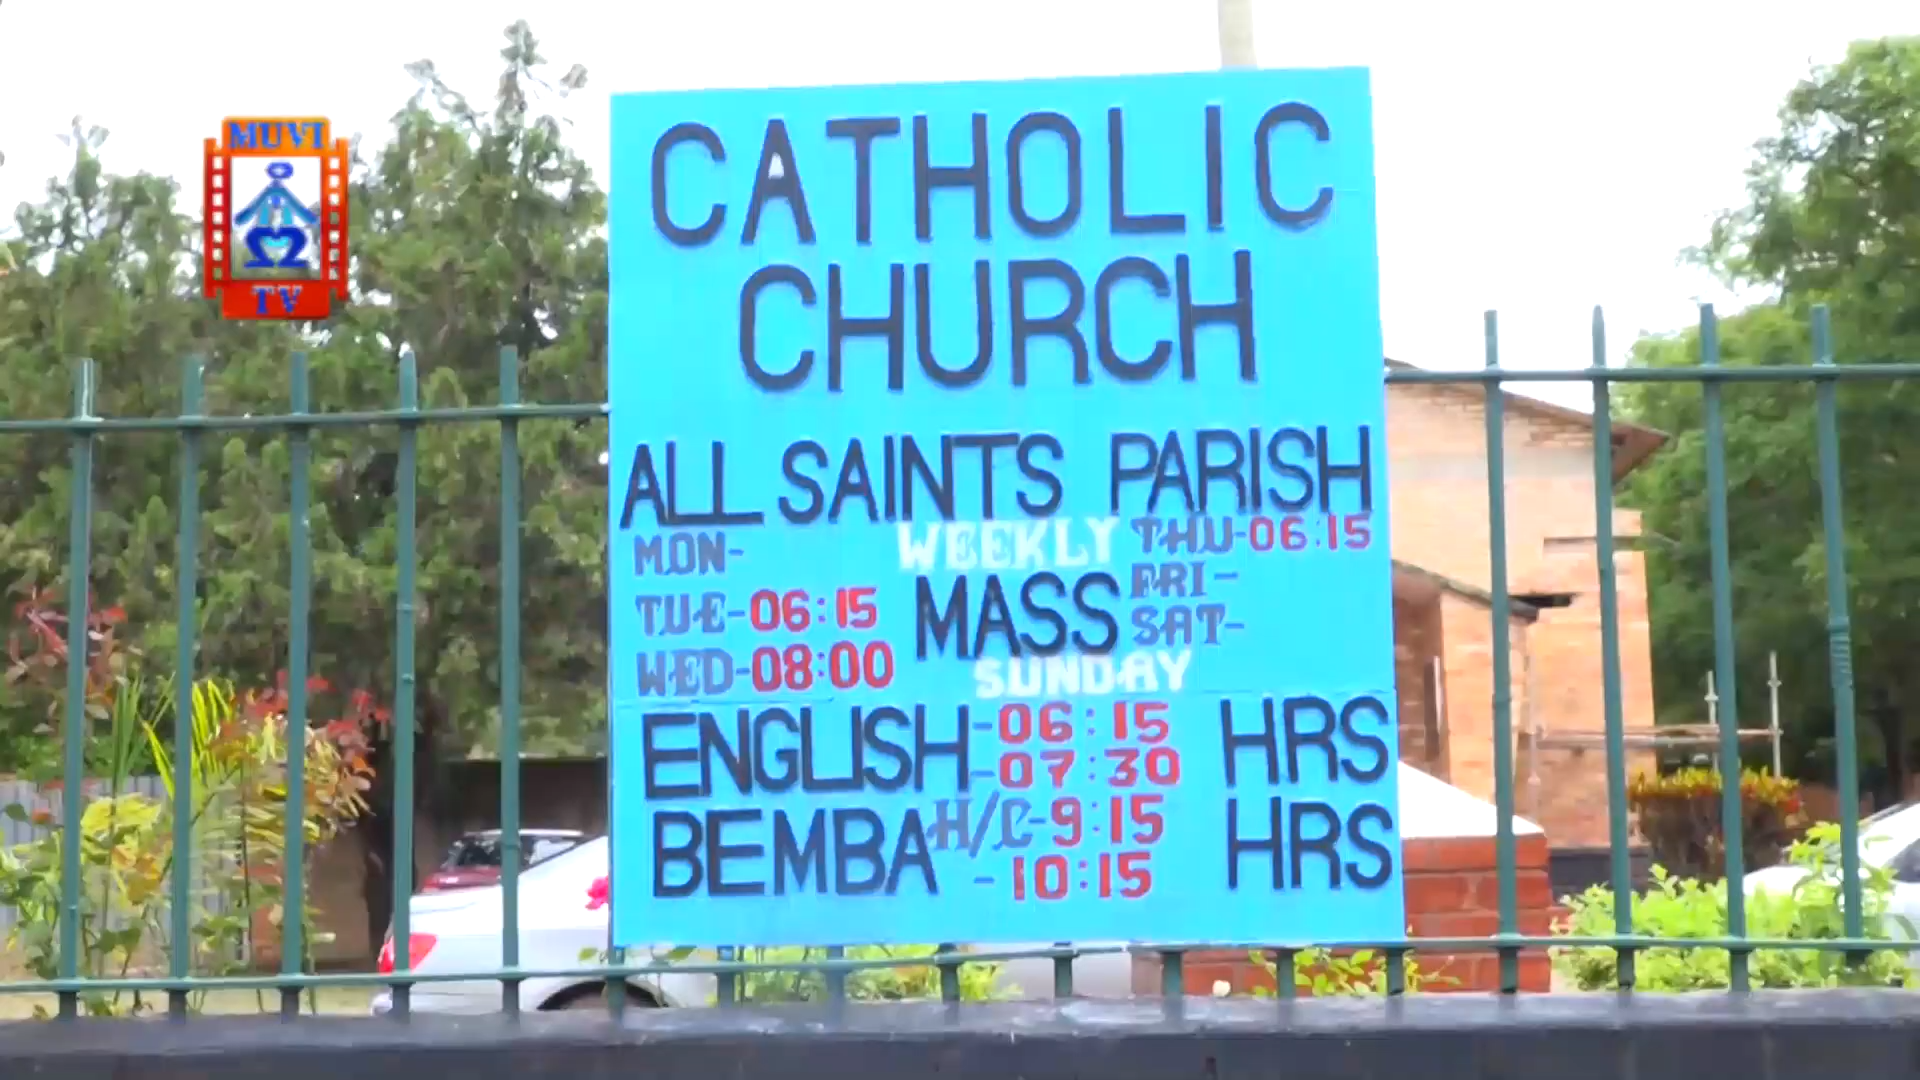 MUVI
TV
CATHOLIC
CHURCH
ALL SAINTS PARISH
WEEKLY
MASS
MON-
TUE-06:15
WED-08:00
THU-06:15
FRI-
SAT-
SUNDAY
ENGLISH-06:15 HRS
-07:30
BEMBA H/C-9:15 HRS
-10:15